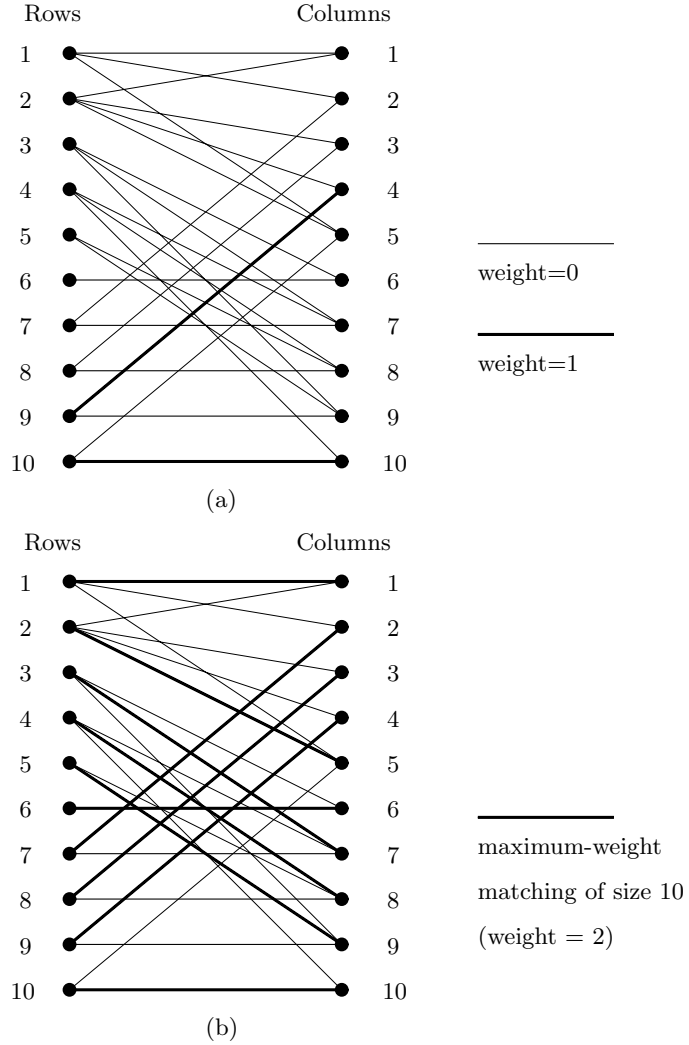 Rows Columns
1 1
2 2
3 3
4 4
5 5
6 6
7 7
8 8
9 9
10 10
weight=0
weight=1
(a)
Rows Columns
1 1
2 2
3 3
4 4
5 5
6 6
7 7
8 8
9 9
10 10
maximum-weight
matching of size 10
(weight = 2)
(b)